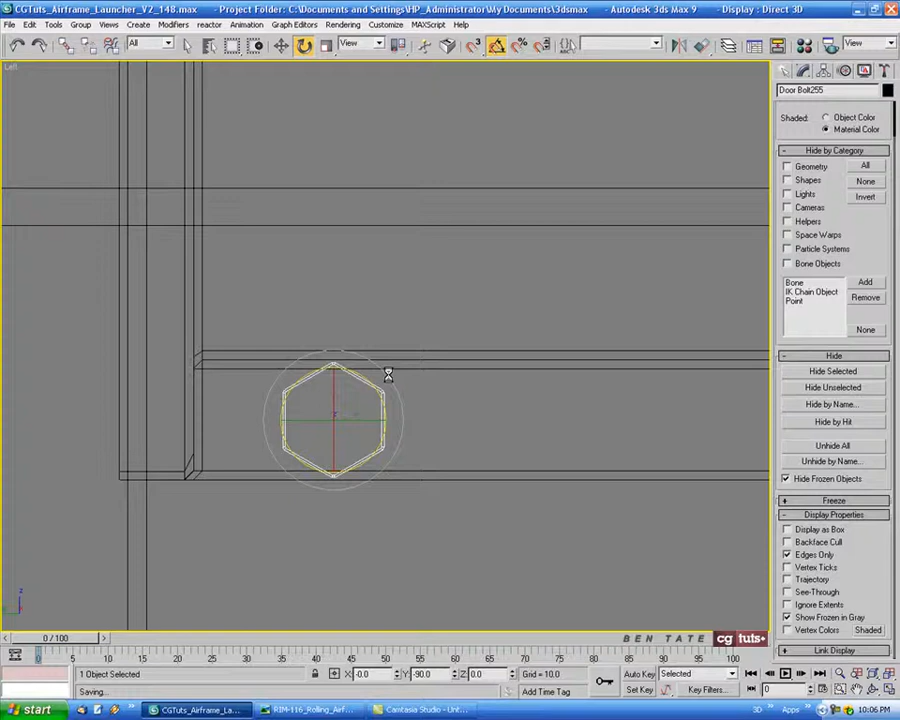 CGTuts_Airframe_Launcher_V2_148.max - Project Folder: C:\Documents and Settings\HP_Administrator\My Documents\3dsmax - Autodesk 3ds Max 9 - Display : Direct 3D
File Edit Tools Group Views Create Modifiers reactor Animation Graph Editors Rendering Customize MAXScript Help
All View View
Left
Door Bolt255
Shaded: Object Color
Material Color
Hide by Category
Geometry All
Shapes None
Lights Invert
Cameras
Helpers
Space Warps
Particle Systems
Bone Objects
Bone Add
IK Chain Object Remove
Point
None
Hide
Hide Selected
Hide Unselected
Hide by Name...
Hide by Hit
Unhide All
Unhide by Name...
Hide Frozen Objects
Freeze
Display Properties
Display as Box
Backface Cull
Edges Only
Vertex Ticks
Trajectory
See-Through
Ignore Extents
Show Frozen in Gray
Vertex Colors Shaded
Link Display
z
0 / 100
BEN TATE cg tuts+
0 5 10 15 20 25 30 35 40 45 50 55 60 65 70 75 80 85 90 95 100
1 Object Selected X: -0.0 Y: -90.0 Z: 0.0 Grid = 10.0 Auto Key Selected
Saving... Add Time Tag Set Key Key Filters... 0
start CGTuts_Airframe_La... RIM-116_Rolling_Airf... Camtasia Studio - Unt... 3D Apps 10:06 PM